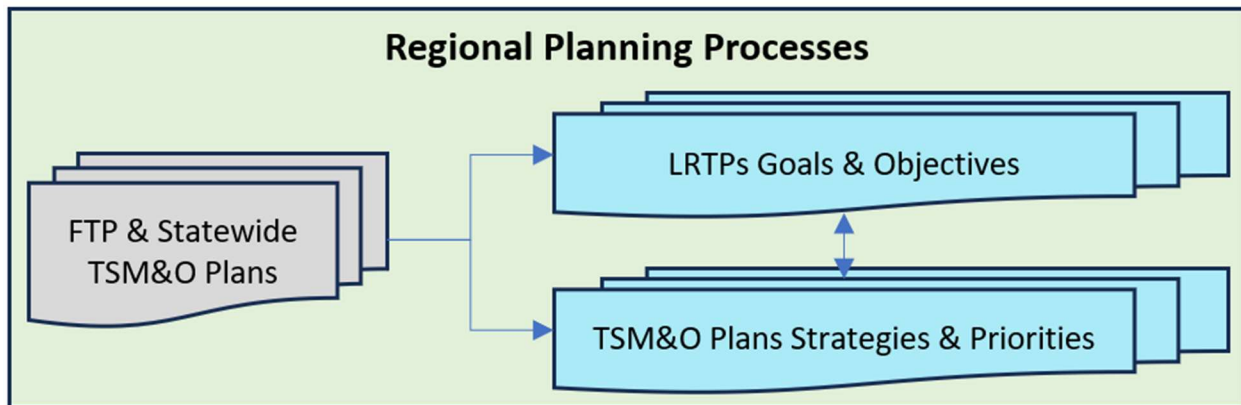 Regional Planning Processes
FTP & Statewide
TSM&O Plans
LRTPs Goals & Objectives
TSM&O Plans Strategies & Priorities